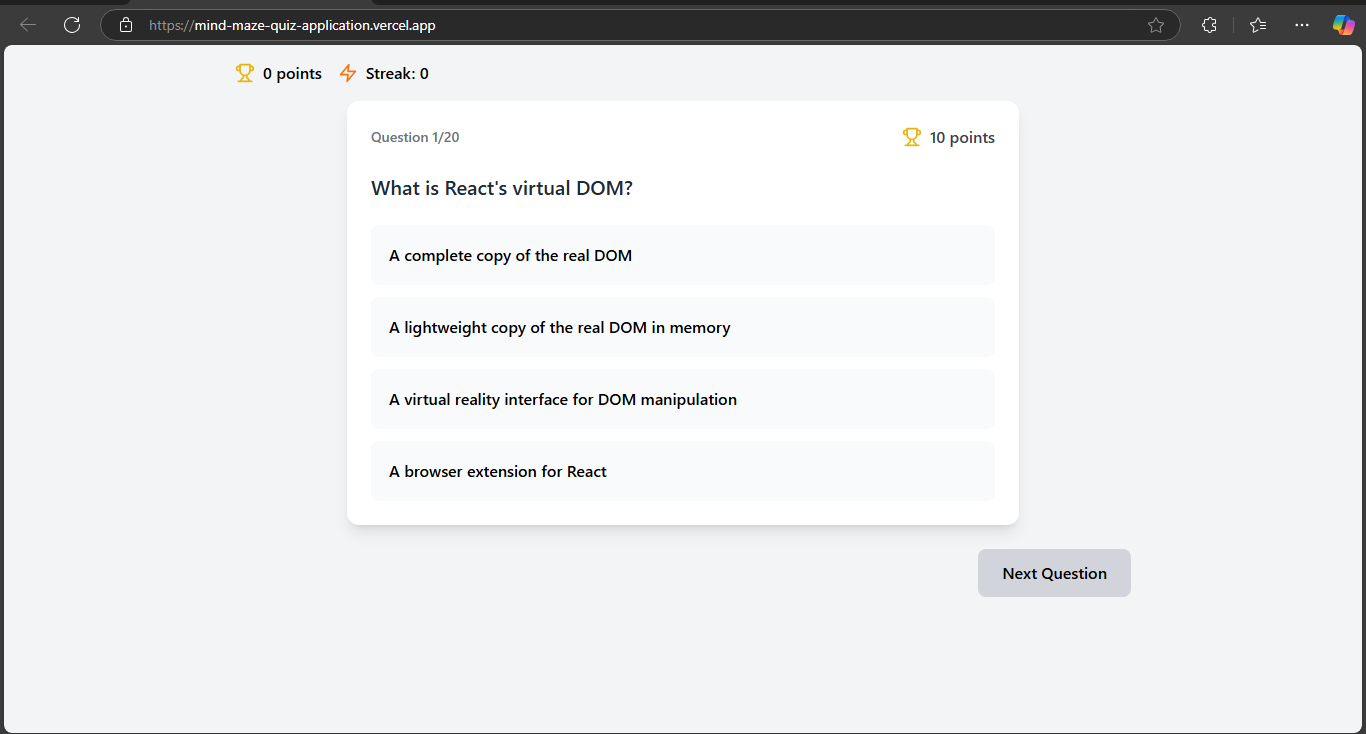 https://mind-maze-quiz-application.vercel.app
0 points Streak: 0
Question 1/20 10 points
What is React's virtual DOM?
A complete copy of the real DOM
A lightweight copy of the real DOM in memory
A virtual reality interface for DOM manipulation
A browser extension for React
Next Question